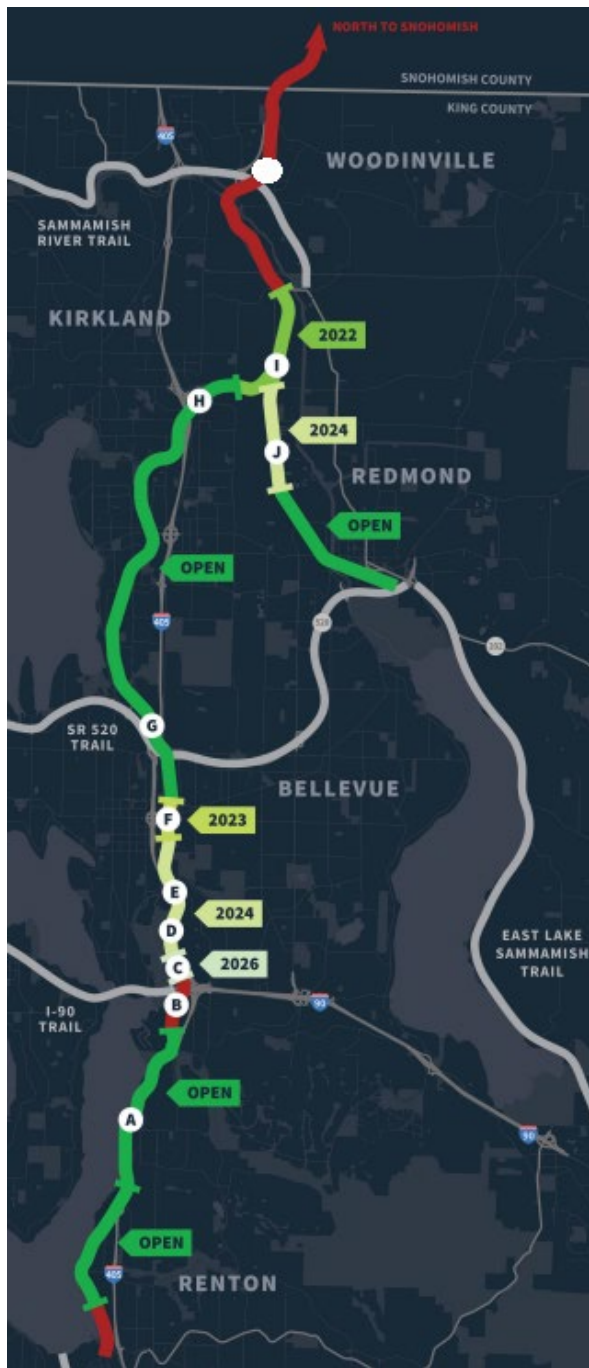 NORTH TO SNOHOMISH
SNOHOMISH COUNTY
KING COUNTY
405
WOODINVILLE
SAMMAMISH
RIVER TRAIL
KIRKLAND
2022
I
H
2024
J
REDMOND
OPEN
OPEN
405
520
202
G
SR 520
TRAIL
BELLEVUE
F
2023
E
2024
D
EAST LAKE
SAMMAMISH
TRAIL
C
2026
B
90
I-90
TRAIL
OPEN
A
90
OPEN
405
RENTON